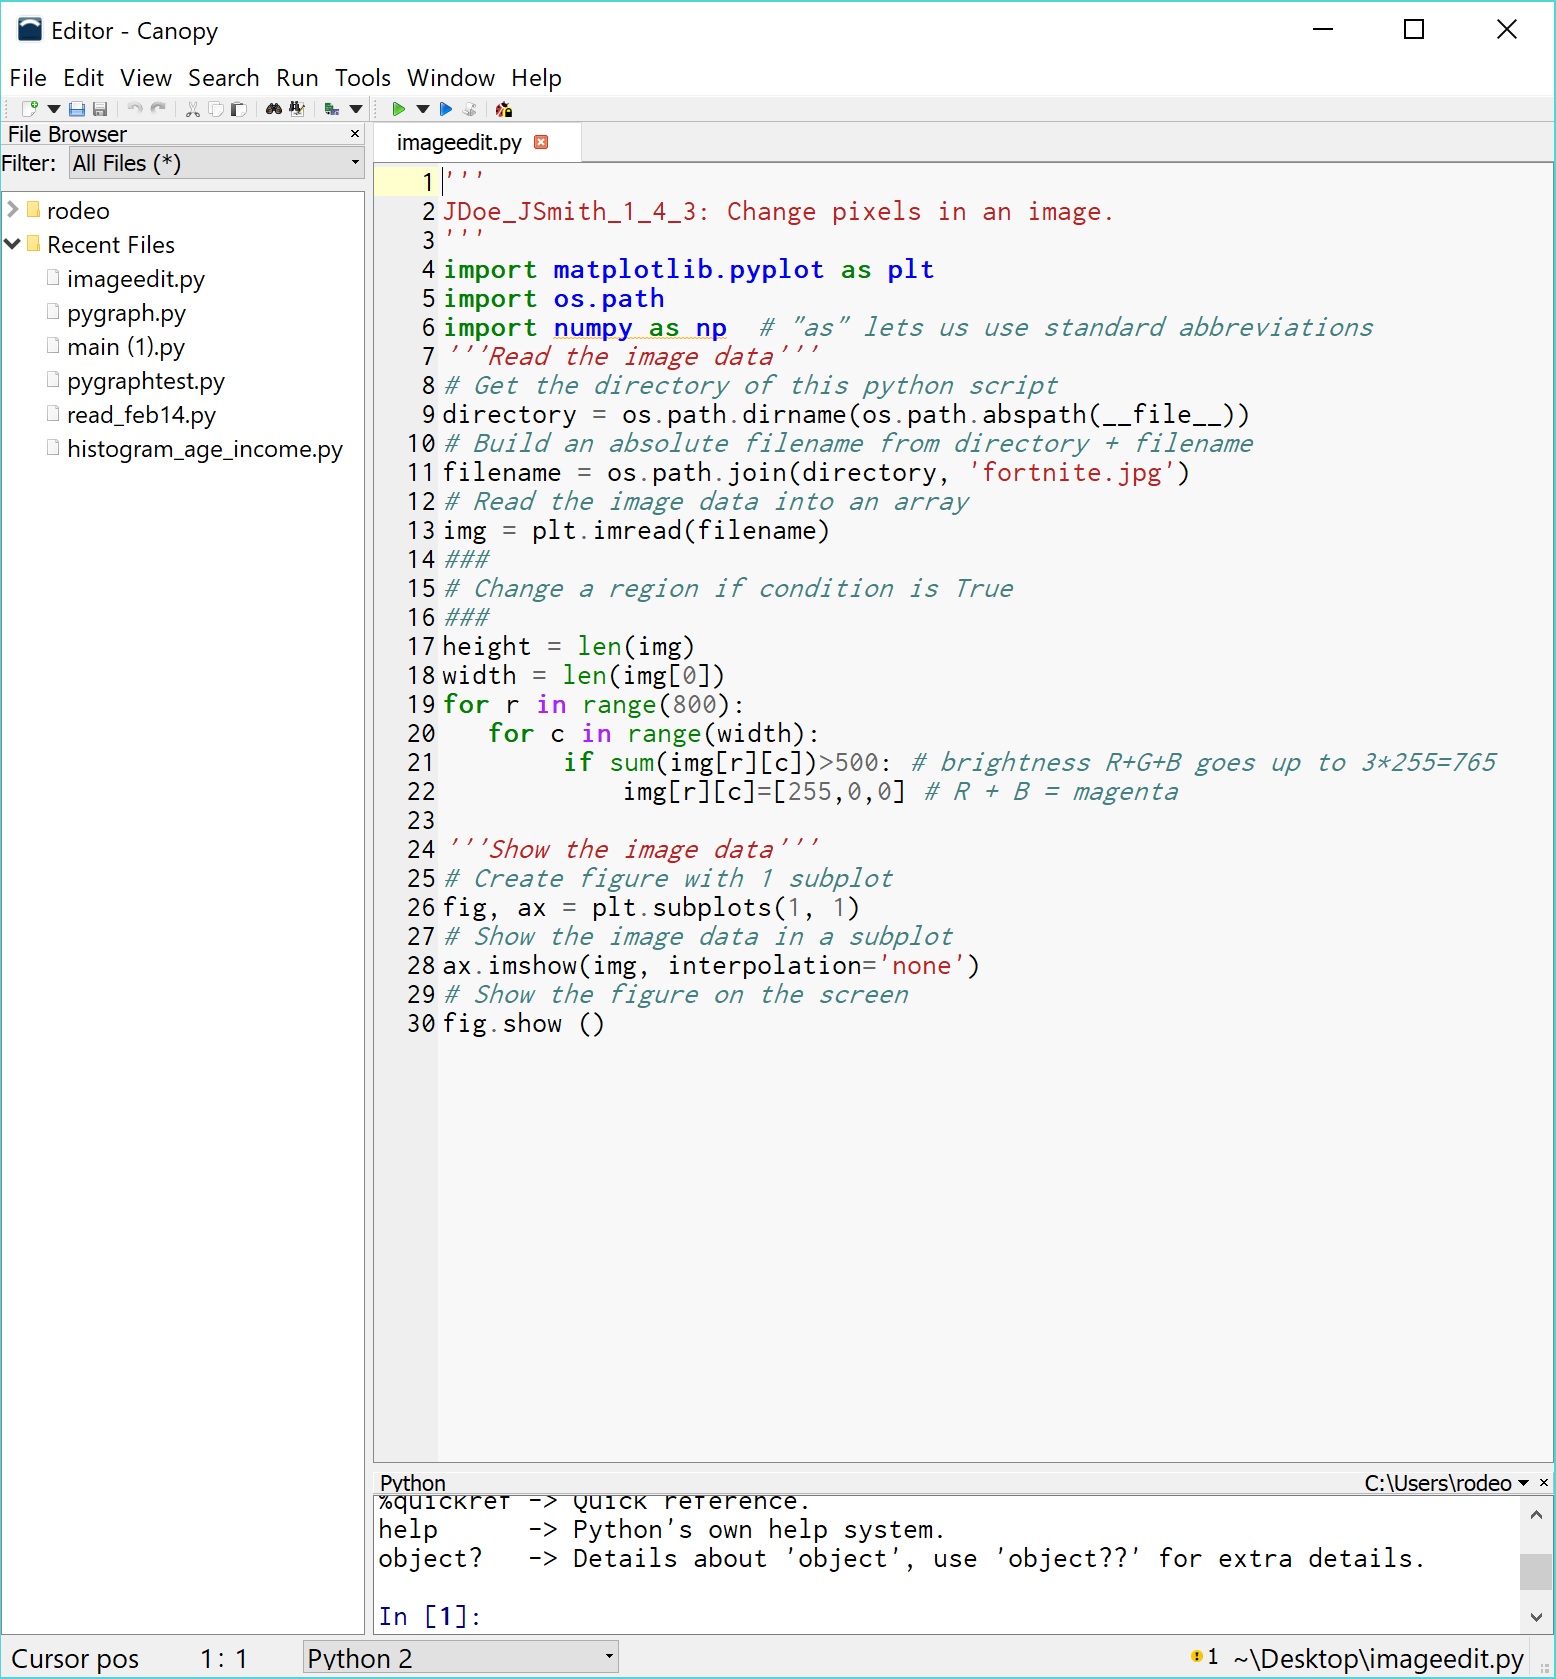 Editor - Canopy
File Edit View Search Run Tools Window Help
File Browser
Filter: All Files (*)
rodeo
Recent Files
imageedit.py
pygraph.py
main (1).py
pygraphtest.py
read_feb14.py
histogram_age_income.py
imageedit.py
1 '''
2 JDoe_JSmith_1_4_3: Change pixels in an image.
3 '''
4 import matplotlib.pyplot as plt
5 import os.path
6 import numpy as np  # "as" lets us use standard abbreviations
7 '''Read the image data'''
8 # Get the directory of this python script
9 directory = os.path.dirname(os.path.abspath(__file__))
10 # Build an absolute filename from directory + filename
11 filename = os.path.join(directory, 'fortnite.jpg')
12 # Read the image data into an array
13 img = plt.imread(filename)
14 ###
15 # Change a region if condition is True
16 ###
17 height = len(img)
18 width = len(img[0])
19 for r in range(800):
20    for c in range(width):
21         if sum(img[r][c])>500: # brightness R+G+B goes up to 3*255=765
22             img[r][c]=[255,0,0] # R + B = magenta
23
24 '''Show the image data'''
25 # Create figure with 1 subplot
26 fig, ax = plt.subplots(1, 1)
27 # Show the image data in a subplot
28 ax.imshow(img, interpolation='none')
29 # Show the figure on the screen
30 fig.show ()
Python C:\Users\rodeo
%quickref -> Quick reference.
help      -> Python's own help system.
object?   -> Details about 'object', use 'object??' for extra details.
In [1]:
Cursor pos 1 : 1 Python 2 1 ~\Desktop\imageedit.py